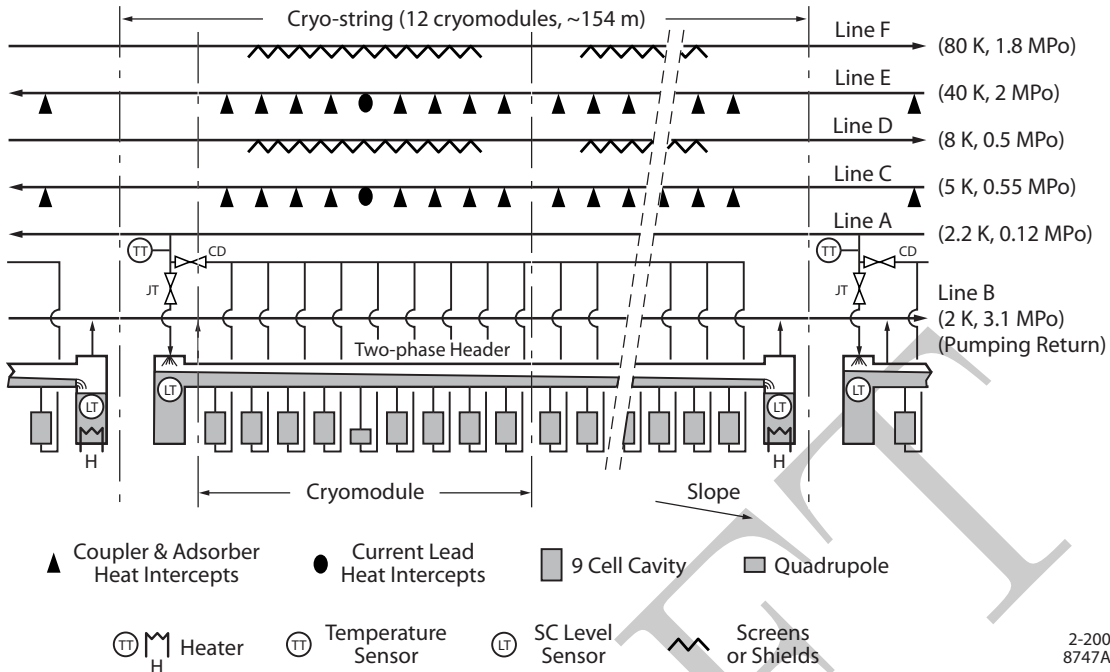 Cryo-string (12 cryomodules, ~154 m)
Line F
(80 K, 1.8 MPo)
Line E
(40 K, 2 MPo)
Line D
(8 K, 0.5 MPo)
Line C
(5 K, 0.55 MPo)
Line A
(2.2 K, 0.12 MPo)
TT
CD
TT
CD
JT
JT
Line B
(2 K, 3.1 MPo)
(Pumping Return)
Two-phase Header
LT
LT
LT
LT
H
H
Cryomodule
Slope
Coupler & Adsorber
Heat Intercepts
Current Lead
Heat Intercepts
9 Cell Cavity
Quadrupole
TT
H
Heater
TT
Temperature
Sensor
LT
SC Level
Sensor
Screens
or Shields
2-200
8747A
FT